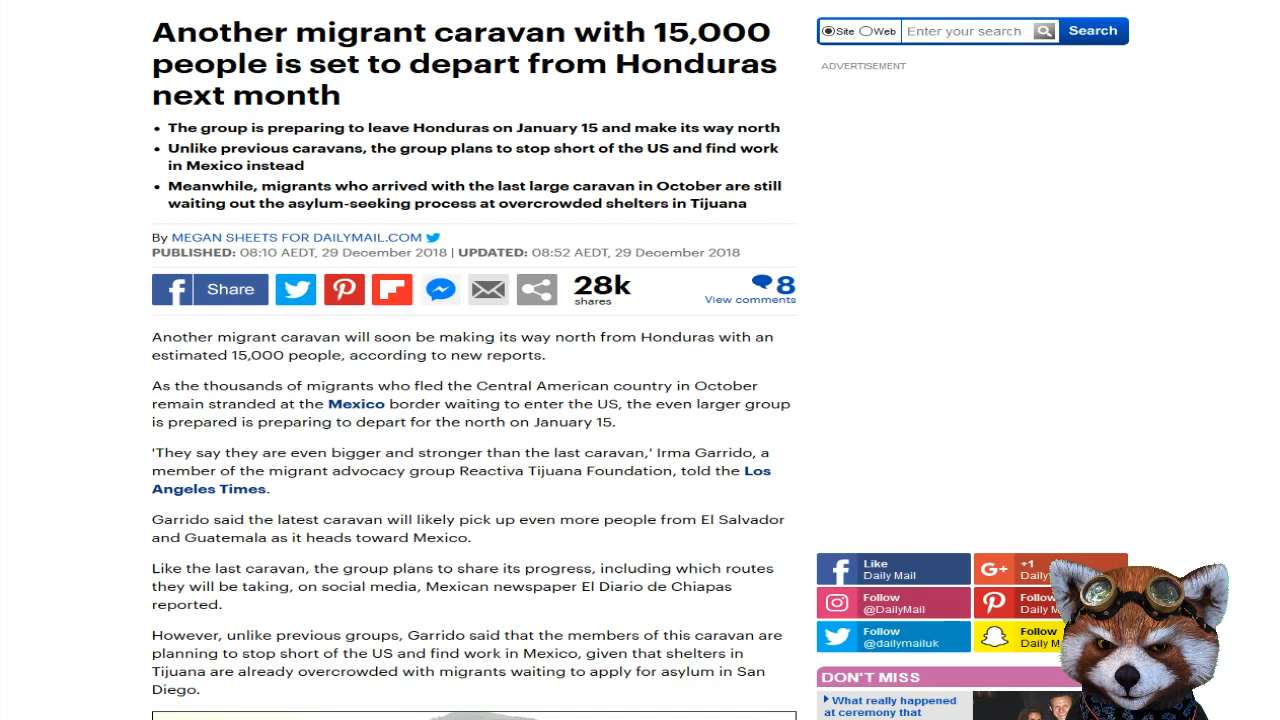 Another migrant caravan with 15,000
people is set to depart from Honduras
next month
• The group is preparing to leave Honduras on January 15 and make its way north
• Unlike previous caravans, the group plans to stop short of the US and find work
in Mexico instead
• Meanwhile, migrants who arrived with the last large caravan in October are still
waiting out the asylum-seeking process at overcrowded shelters in Tijuana
By MEGAN SHEETS FOR DAILYMAIL.COM
PUBLISHED: 08:10 AEDT, 29 December 2018 | UPDATED: 08:52 AEDT, 29 December 2018
Share
28k
shares
8
View comments
Another migrant caravan will soon be making its way north from Honduras with an
estimated 15,000 people, according to new reports.
As the thousands of migrants who fled the Central American country in October
remain stranded at the Mexico border waiting to enter the US, the even larger group
is prepared is preparing to depart for the north on January 15.
'They say they are even bigger and stronger than the last caravan,' Irma Garrido, a
member of the migrant advocacy group Reactiva Tijuana Foundation, told the Los
Angeles Times.
Garrido said the latest caravan will likely pick up even more people from El Salvador
and Guatemala as it heads toward Mexico.
Like the last caravan, the group plans to share its progress, including which routes
they will be taking, on social media, Mexican newspaper El Diario de Chiapas
reported.
However, unlike previous groups, Garrido said that the members of this caravan are
planning to stop short of the US and find work in Mexico, given that shelters in
Tijuana are already overcrowded with migrants waiting to apply for asylum in San
Diego.
Site Web Enter your search Search
ADVERTISEMENT
Like
Daily Mail
G+ +1
Daily
Follow
@DailyMail
Follow
Daily M
Follow
@dailymailuk
Follow
Daily M
DON'T MISS
What really happened
at ceremony that